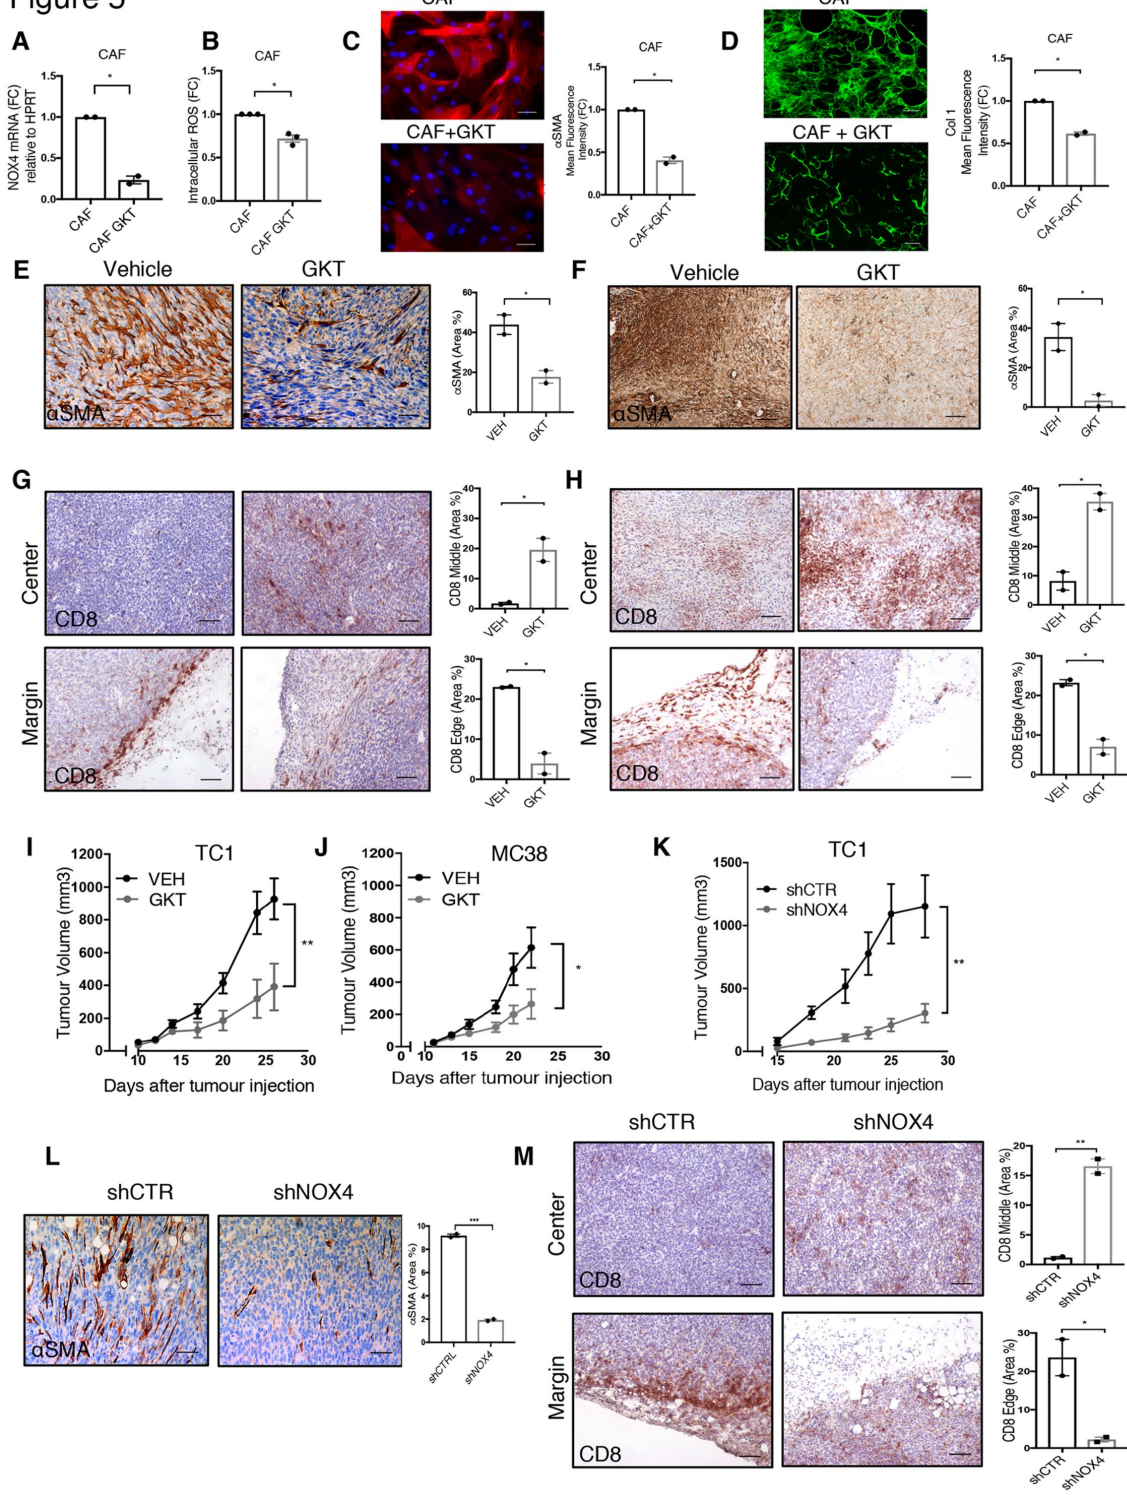 Figure 5
A
CAF
NOX4 mRNA (FC)
relative to HPRT
1.5
1.0
0.5
0.0
*
CAF
CAF GKT
B
CAF
Intracellular ROS (FC)
1.5
1.0
0.5
0.0
*
CAF
CAF GKT
C
CAF
CAF+GKT
CAF
αSMA
Mean Fluorescence
Intensity (FC)
1.5
1.0
0.5
0.0
*
CAF
CAF+GKT
D
CAF
CAF + GKT
CAF
Col 1
Mean Fluorescence
Intensity (FC)
1.5
1.0
0.5
0.0
*
CAF
CAF+GKT
E
Vehicle
GKT
αSMA
αSMA (Area %)
60
40
20
0
*
VEH
GKT
F
Vehicle
GKT
αSMA
αSMA (Area %)
60
40
20
0
*
VEH
GKT
G
Center
CD8
CD8 Middle (Area %)
40
30
20
10
0
*
VEH
GKT
Margin
CD8
CD8 Edge (Area %)
30
20
10
0
*
VEH
GKT
H
Center
CD8
CD8 Middle (Area %)
40
30
20
10
0
*
VEH
GKT
Margin
CD8
CD8 Edge (Area %)
30
20
10
0
*
VEH
GKT
I
TC1
VEH
GKT
Tumour Volume (mm3)
1200
1000
800
600
400
200
0
10 15 20 25 30
**
Days after tumour injection
J
MC38
VEH
GKT
Tumour Volume (mm3)
1200
1000
800
600
400
200
0
0 10 20 30
*
Days after tumour injection
K
TC1
shCTR
shNOX4
Tumour Volume (mm3)
1500
1000
500
0
15 20 25 30
**
Days after tumour injection
L
shCTR
shNOX4
αSMA
αSMA (Area %)
10
8
6
4
2
0
***
shCTRL
shNOX4
M
shCTR
shNOX4
Center
CD8
CD8 Middle (Area %)
20
15
10
5
0
**
shCTR
shNOX4
Margin
CD8
CD8 Edge (Area %)
30
20
10
0
*
shCTR
shNOX4